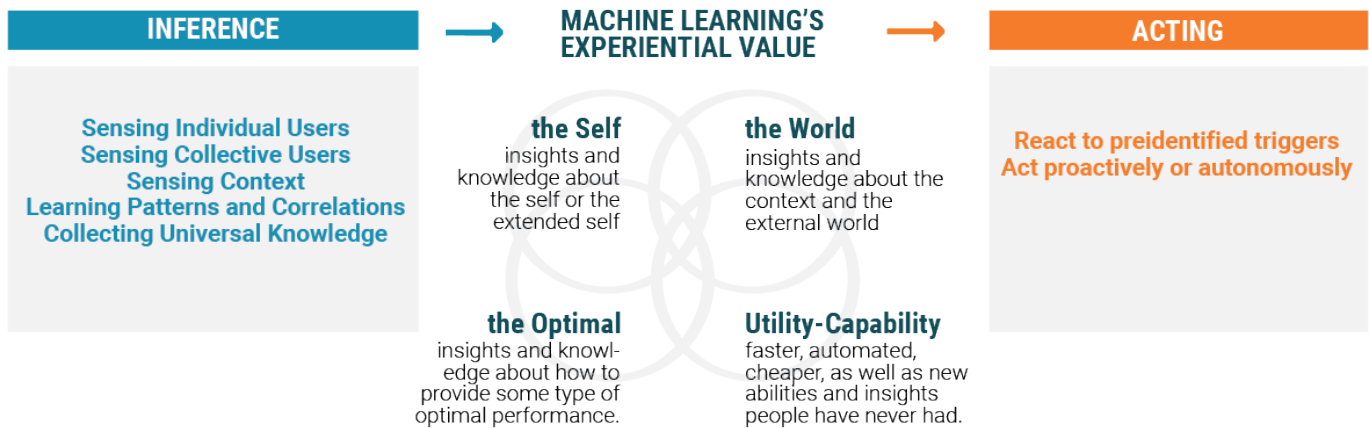 INFERENCE
Sensing Individual Users
Sensing Collective Users
Sensing Context
Learning Patterns and Correlations
Collecting Universal Knowledge
MACHINE LEARNING'S
EXPERIENTIAL VALUE
the Self
insights and
knowledge about
the self or the
extended self
the World
insights and
knowledge about the
context and the
external world
the Optimal
insights and knowl-
edge about how to
provide some type of
optimal performance.
Utility-Capability
faster, automated,
cheaper, as well as new
abilities and insights
people have never had.
ACTING
React to preidentified triggers
Act proactively or autonomously